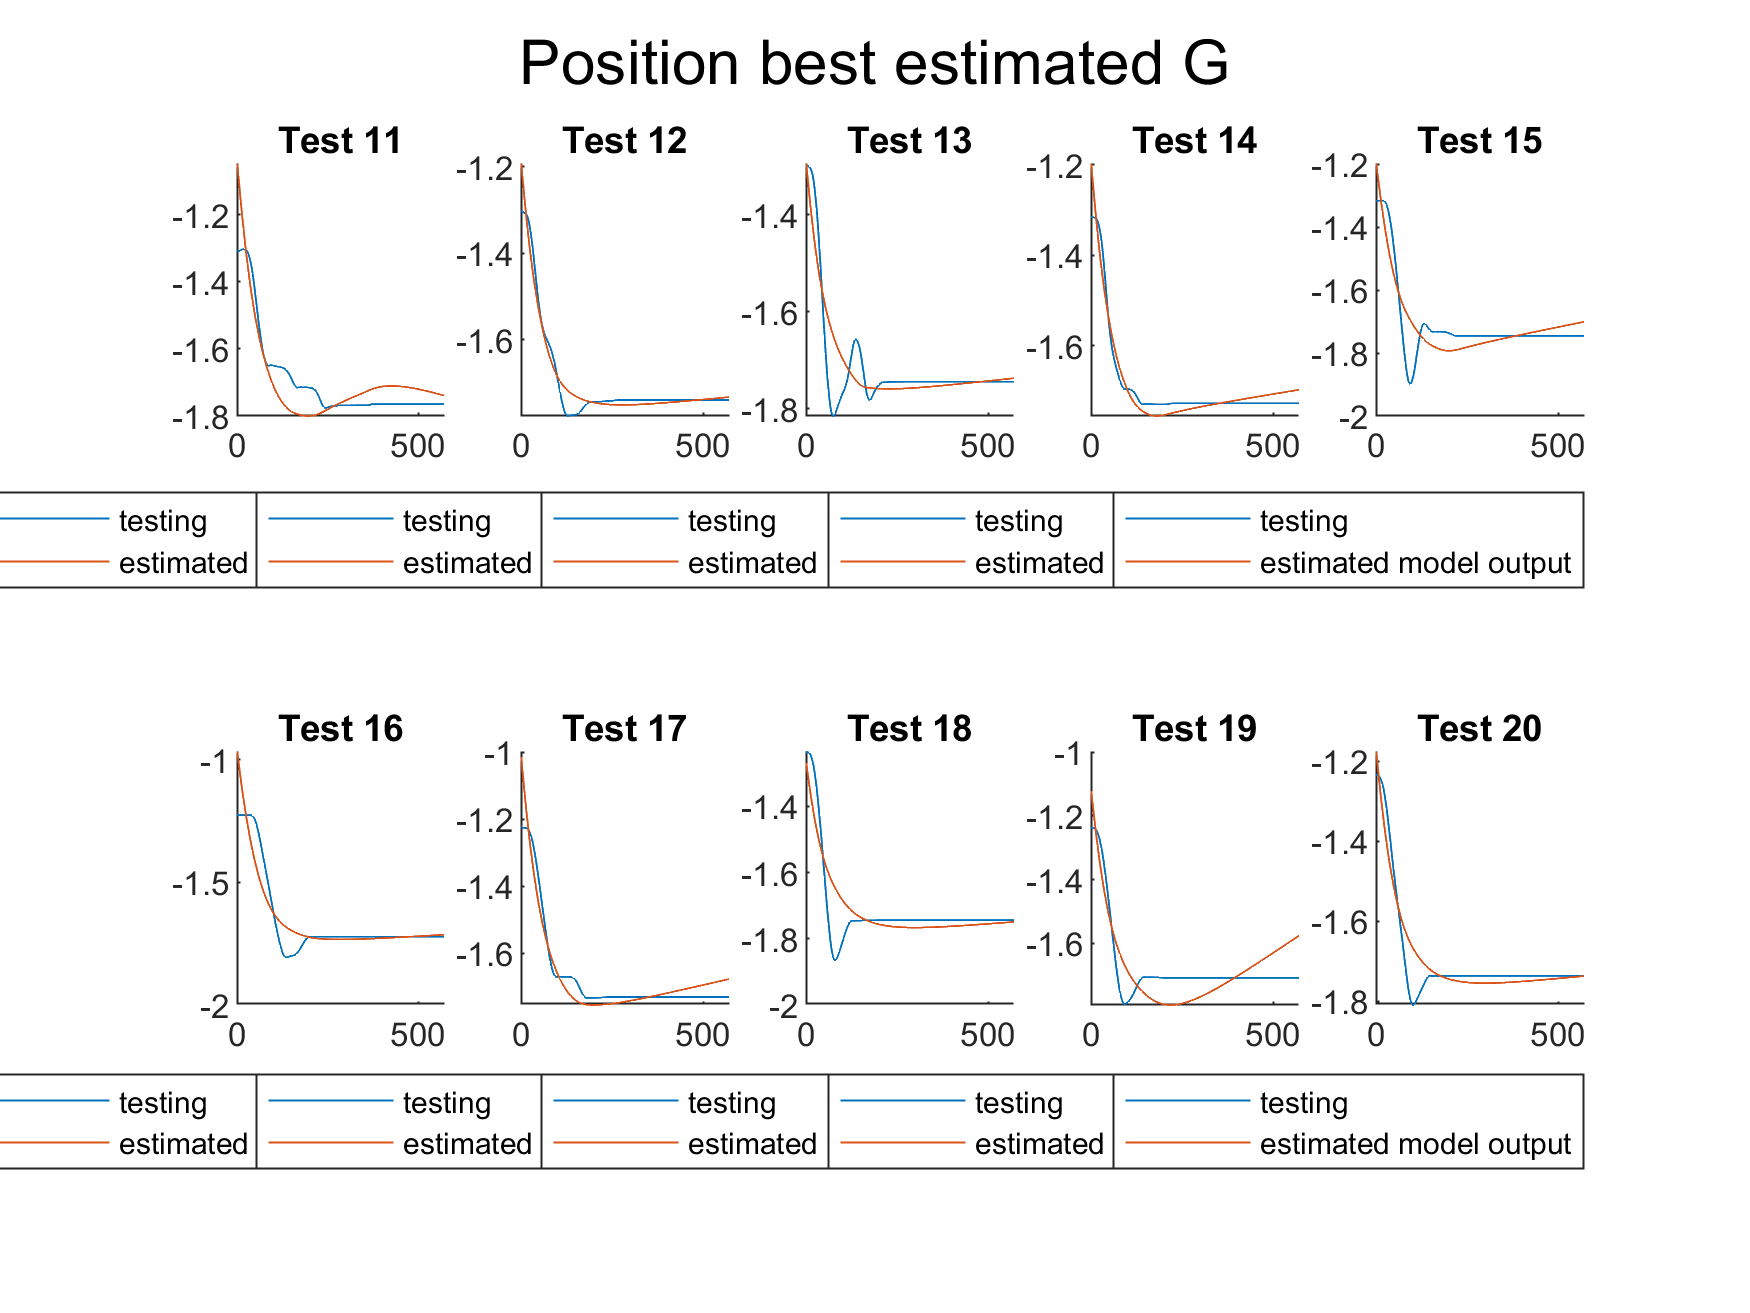 Position best estimated G
Test 11 Test 12 Test 13 Test 14 Test 15
-1.2 -1.4 -1.6 -1.8 0 500
-1.2 -1.4 -1.6 0 500
-1.4 -1.6 -1.8 0 500
-1.2 -1.4 -1.6 0 500
-1.2 -1.4 -1.6 -1.8 -2 0 500
testing testing testing testing testing
estimated estimated estimated estimated estimated model output
Test 16 Test 17 Test 18 Test 19 Test 20
-1 -1.5 -2 0 500
-1 -1.2 -1.4 -1.6 0 500
-1.4 -1.6 -1.8 -2 0 500
-1 -1.2 -1.4 -1.6 0 500
-1.2 -1.4 -1.6 -1.8 0 500
testing testing testing testing testing
estimated estimated estimated estimated estimated model output